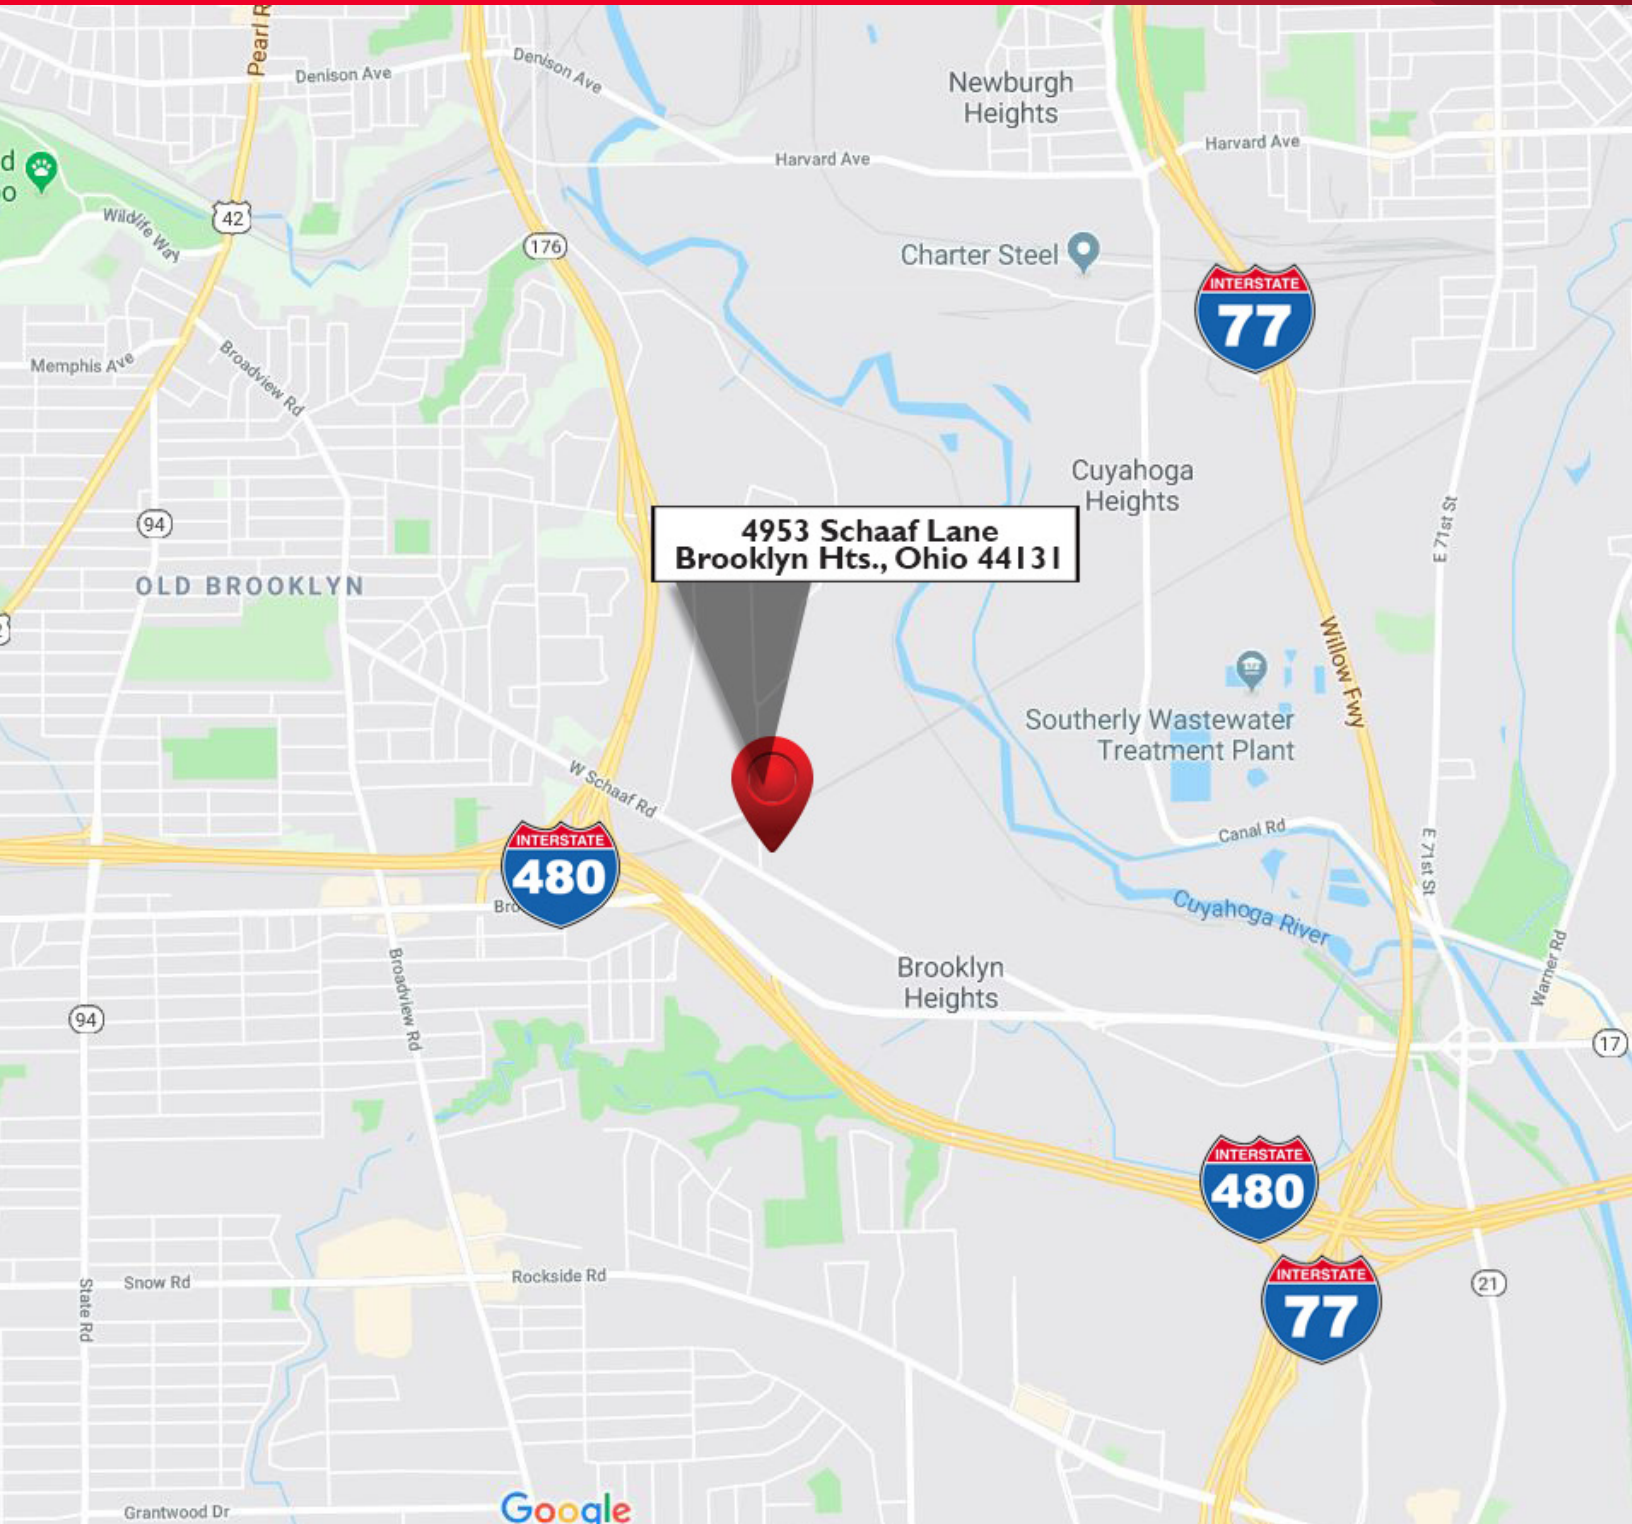 Pearl R
Denison Ave
Denison Ave
Newburgh
Heights
Harvard Ave
Harvard Ave
d
o
Wildlife Way
42
176
Charter Steel
INTERSTATE
77
Memphis Ave
Broadview Rd
Cuyahoga
Heights
94
E 71st St
4953 Schaaf Lane
Brooklyn Hts., Ohio 44131
OLD BROOKLYN
2
Willow Fwy
Southerly Wastewater
Treatment Plant
W Schaaf Rd
Canal Rd
E 71st St
INTERSTATE
480
Bro
Cuyahoga River
Warner Rd
Broadview Rd
Brooklyn
Heights
94
17
INTERSTATE
480
INTERSTATE
77
Snow Rd
Rockside Rd
State Rd
21
Grantwood Dr
Google